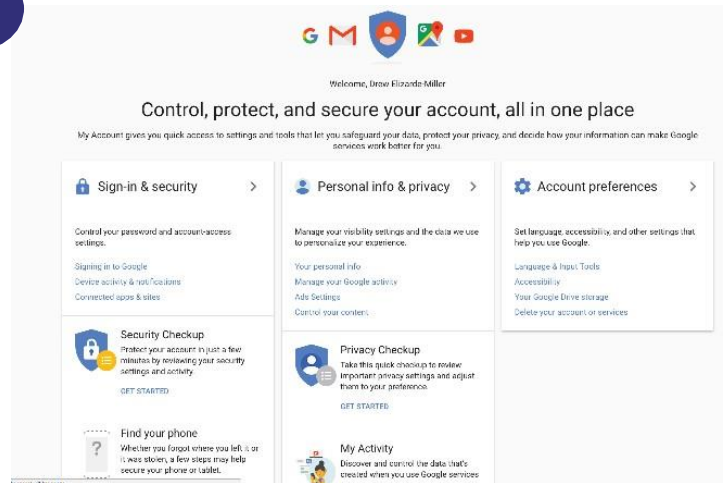 Welcome, Drew Elizarde-Miller
Control, protect, and secure your account, all in one place
My Account gives you quick access to settings and tools that let you safeguard your data, protect your privacy, and decide how your information can make Google
services work better for you.
Sign-in & security
Control your password and account-access
settings.
Signing in to Google
Device activity & notifications
Connected apps & sites
Security Checkup
Protect your account in just a few
minutes by reviewing your security
settings and activity.
GET STARTED
Find your phone
Whether you forgot where you left it or
it was stolen, a few steps may help
secure your phone or tablet.
Personal info & privacy
Manage your visibility settings and the data we use
to personalize your experience.
Your personal info
Manage your Google activity
Ads Settings
Control your content
Privacy Checkup
Take this quick checkup to review
important privacy settings and adjust
them to your preference.
GET STARTED
My Activity
Discover and control the data that's
created when you use Google services
Account preferences
Set language, accessibility, and other settings that
help you use Google.
Language & Input Tools
Accessibility
Your Google Drive storage
Delete your account or services